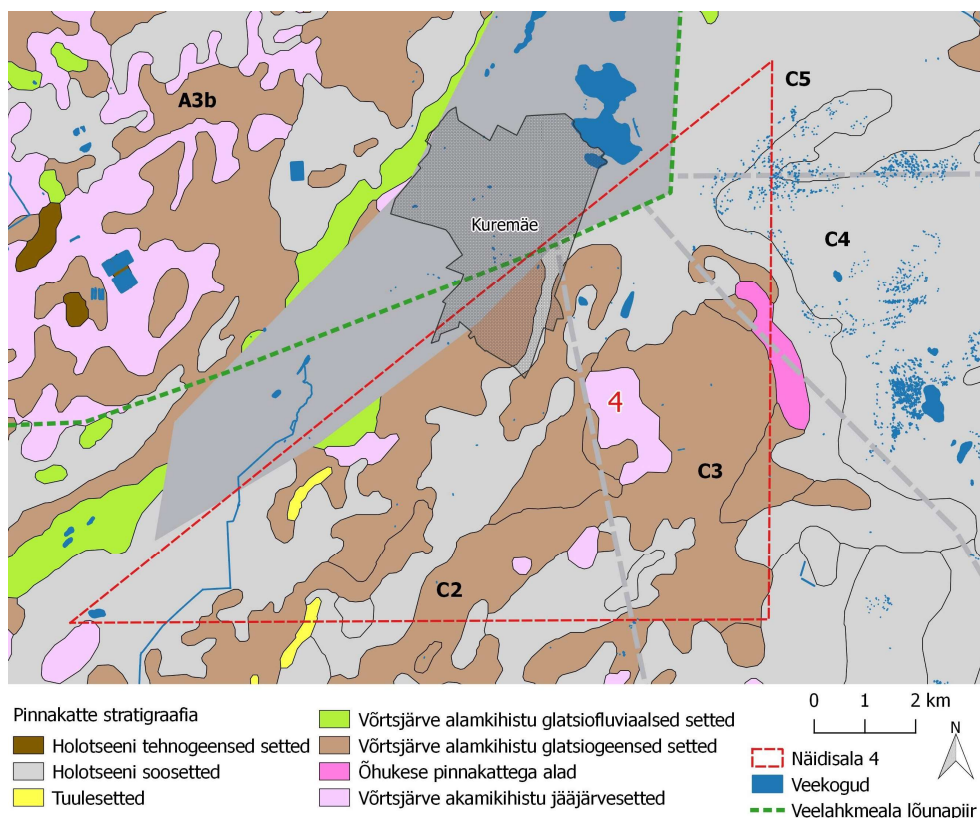 A3b
C5
C4
Kuremäe
4
C3
C2
Pinnakatte stratigraafia
Holotseeni tehnogeensed setted
Holotseeni soosetted
Tuulesetted
Võrtsjärve alamkihistu glatsiofluviaalsed setted
Võrtsjärve alamkihistu glatsiogeensed setted
Õhukese pinnakattega alad
Võrtsjärve akamikihistu jääjärvesetted
0 1 2 km
N
Näidisala 4
Veekogud
Veelahkmeala lõunapiir